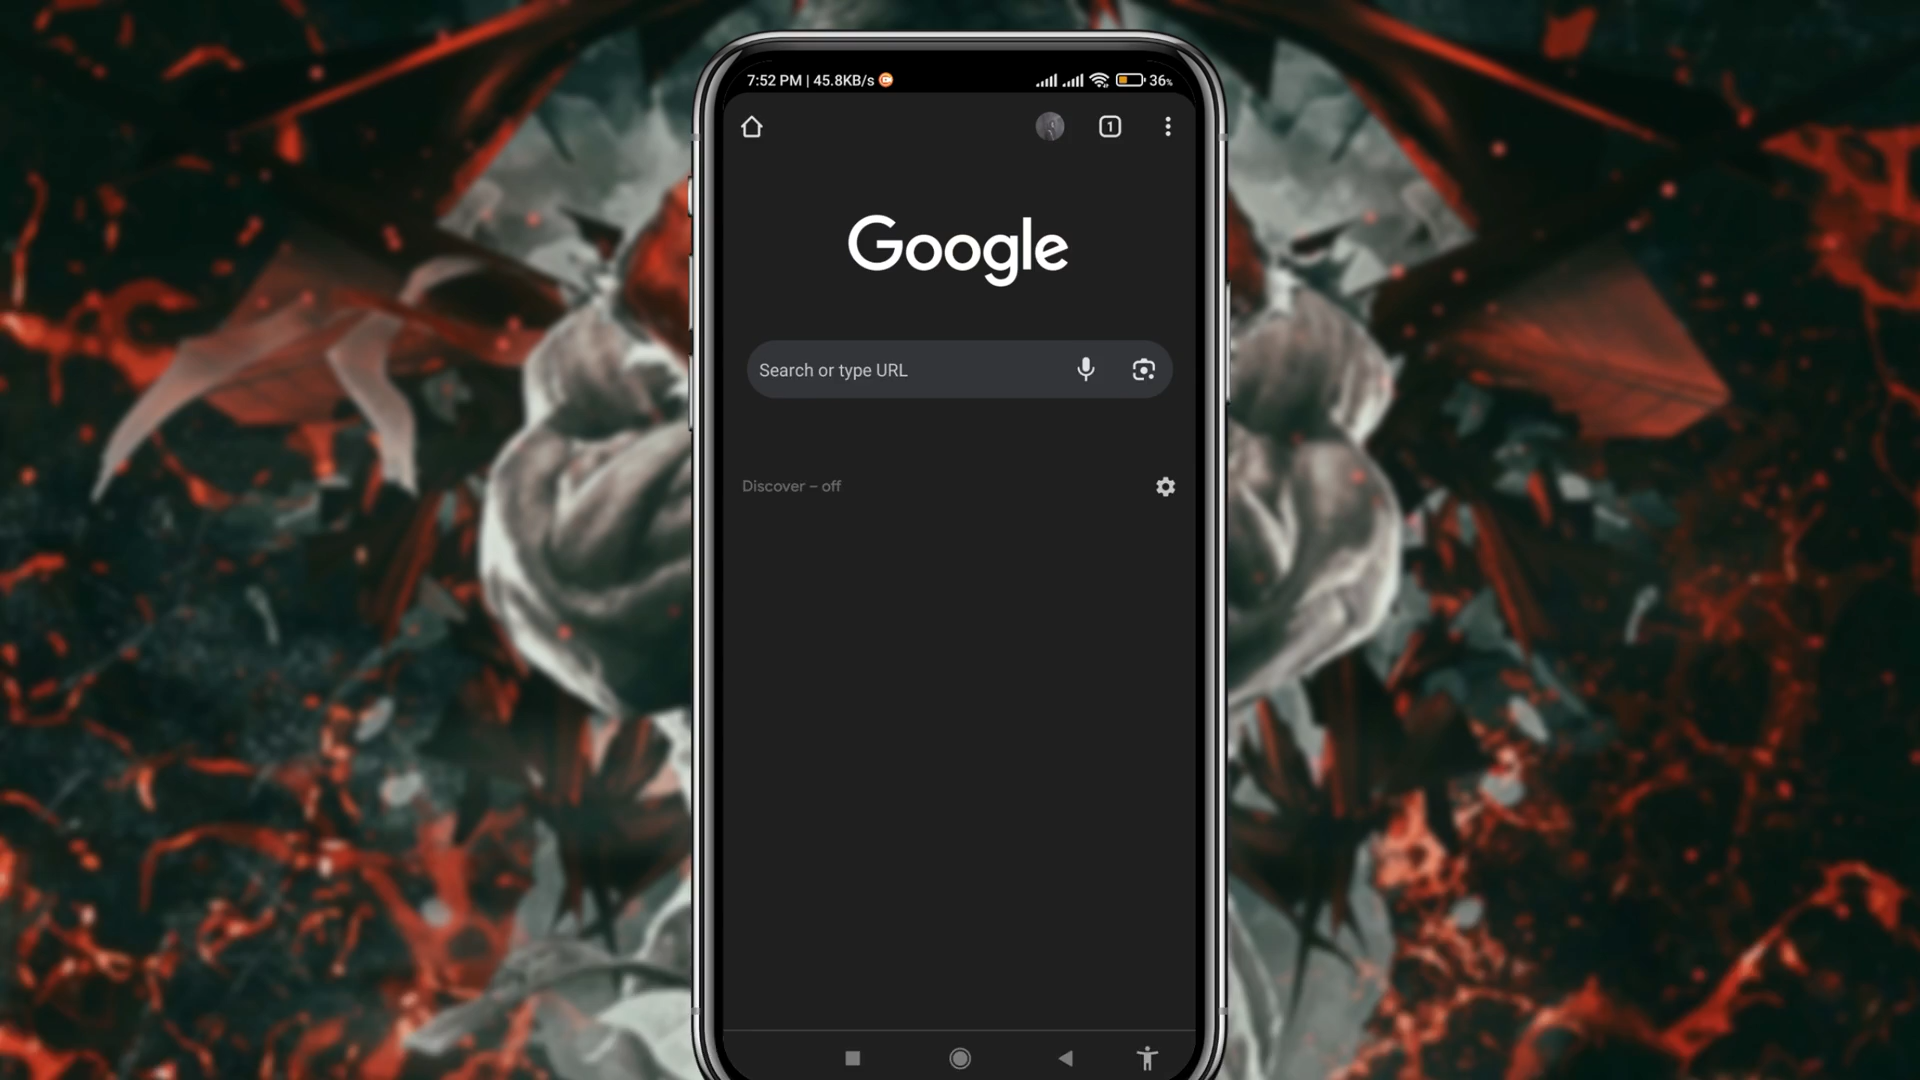 7:52 PM | 45.8KB/s
36%
1
Google
Search or type URL
Discover – off